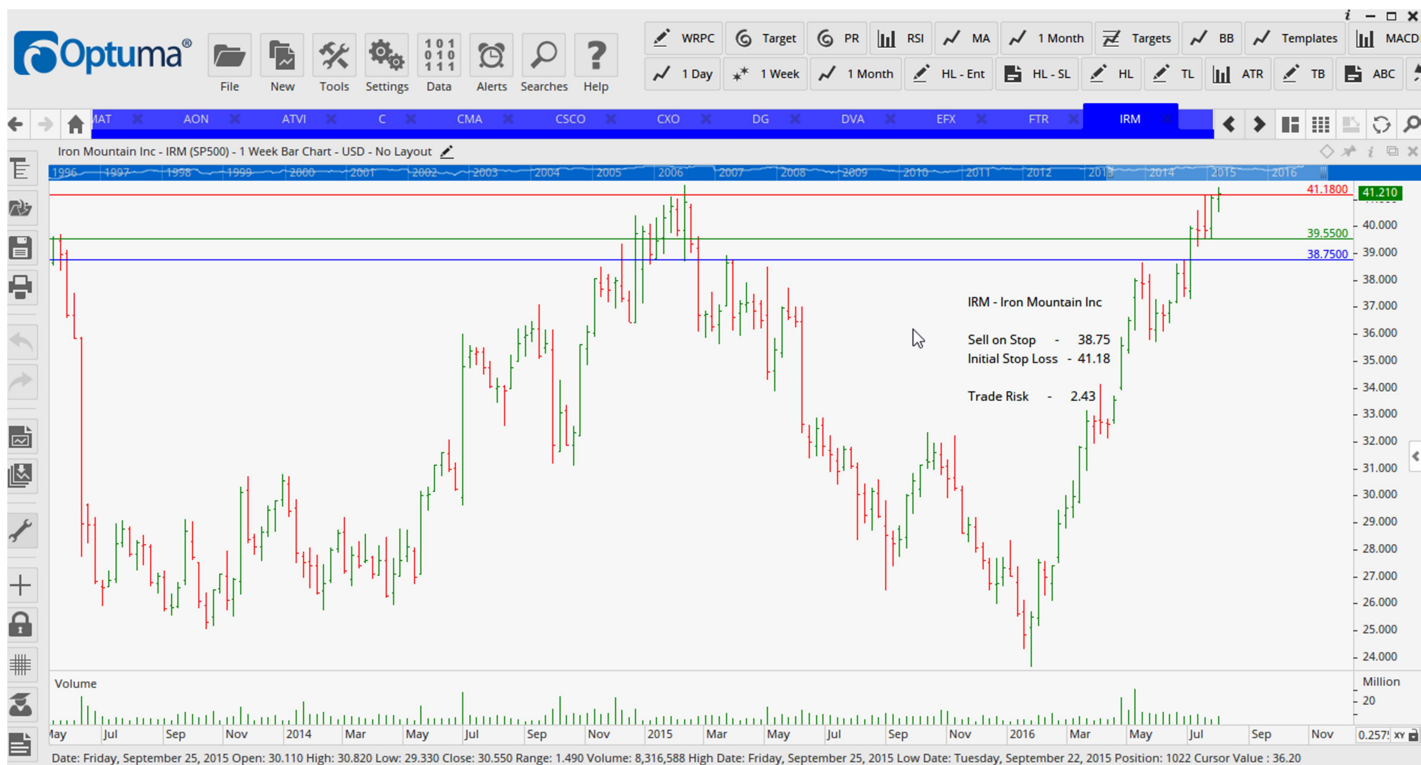 Optuma®
File New Tools Settings Data Alerts Searches Help
WRPC Target PR RSI MA 1 Month Targets BB Templates MACD
1 Day 1 Week 1 Month HL - Ent HL - SL HL TL ATR TB ABC
MAT AON ATVI C CMA CSCO CXO DG DVA EFX FTR IRM
Iron Mountain Inc - IRM (SP500) - 1 Week Bar Chart - USD - No Layout
1996 1997 1998 1999 2000 2001 2002 2003 2004 2005 2006 2007 2008 2009 2010 2011 2012 2013 2014 2015 2016
41.1800 41.210
40.000
39.5500
39.000
38.7500
38.000
IRM - Iron Mountain Inc
37.000
36.000
Sell on Stop - 38.75
Initial Stop Loss - 41.18
35.000
34.000
Trade Risk - 2.43
33.000
32.000
31.000
30.000
29.000
28.000
27.000
26.000
25.000
24.000
Volume Million
20
May Jul Sep Nov 2014 Mar May Jul Sep Nov 2015 Mar May Jul Sep Nov 2016 Mar May Jul Sep Nov XY
Date: Friday, September 25, 2015 Open: 30.110 High: 30.820 Low: 29.330 Close: 30.550 Range: 1.490 Volume: 8,316,588 High Date: Friday, September 25, 2015 Low Date: Tuesday, September 22, 2015 Position: 1022 Cursor Value : 36.20